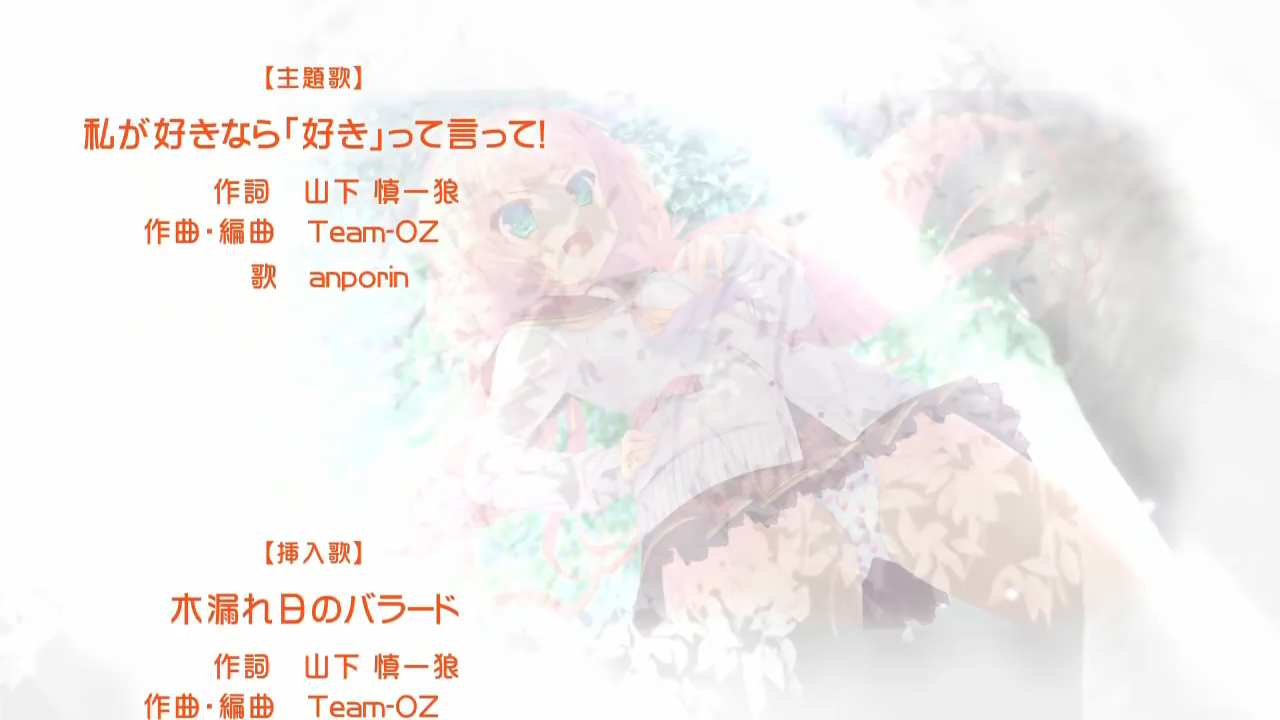 【主題歌】
私が好きなら「好き」って言って!
作詞 山下 慎一狼
作曲・編曲 Team-OZ
歌 anporin
【挿入歌】
木漏れ日のバラード
作詞 山下 慎一狼
作曲・編曲 Team-OZ